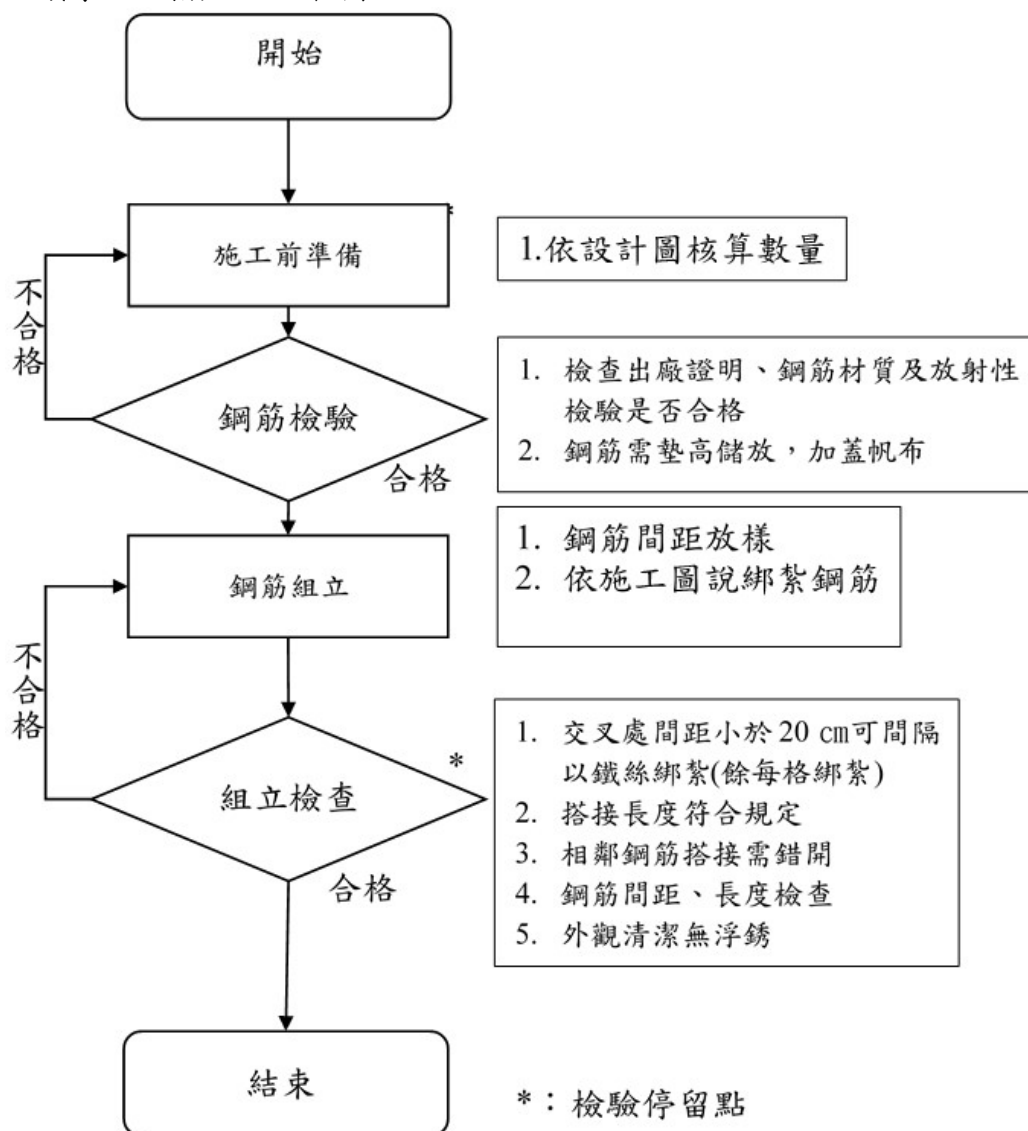 開始
*
施工前準備
1.依設計圖核算數量
不合格
鋼筋檢驗
合格
1. 檢查出廠證明、鋼筋材質及放射性
檢驗是否合格
2. 鋼筋需墊高儲放，加蓋帆布
鋼筋組立
1. 鋼筋間距放樣
2. 依施工圖說綁紮鋼筋
不合格
*
組立檢查
合格
1. 交叉處間距小於 20 ㎝可間隔
以鐵絲綁紮(餘每格綁紮)
2. 搭接長度符合規定
3. 相鄰鋼筋搭接需錯開
4. 鋼筋間距、長度檢查
5. 外觀清潔無浮銹
結束
*：檢驗停留點